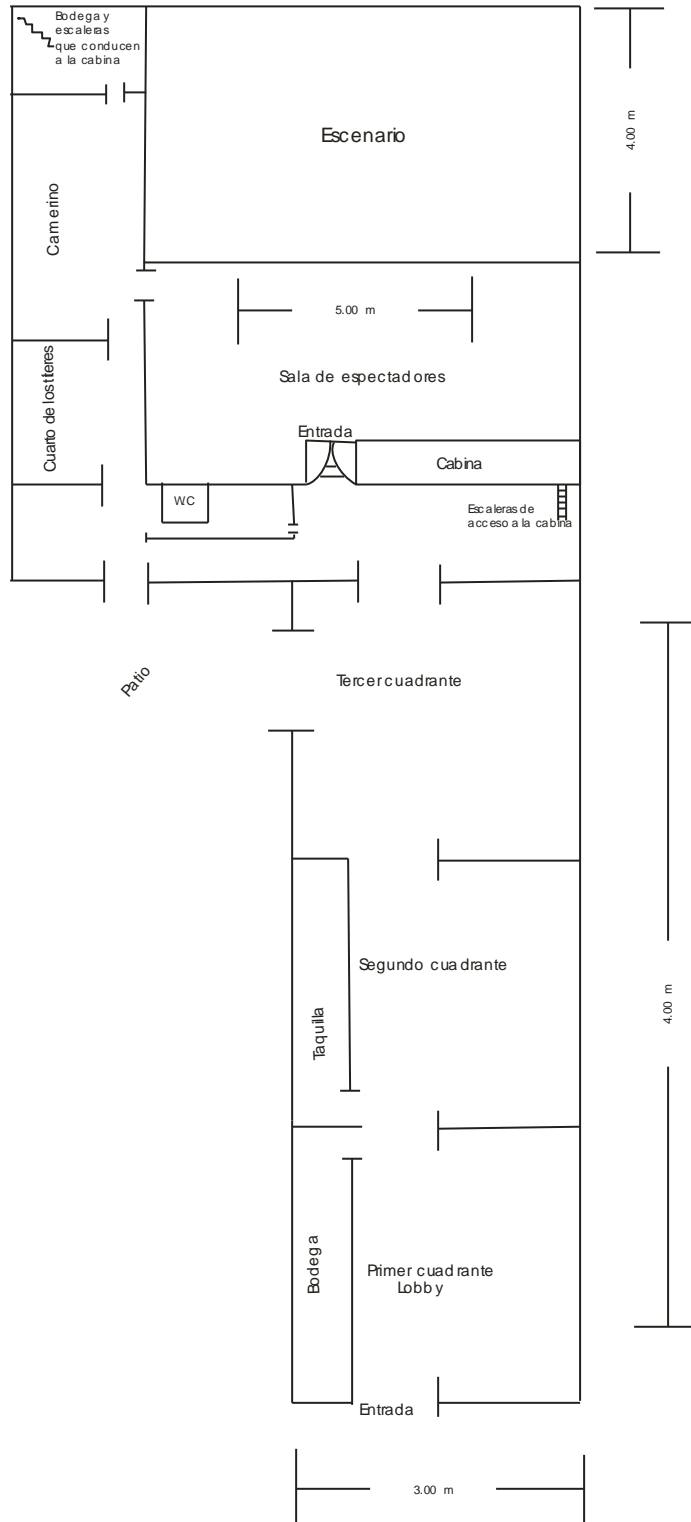 Bodega y
escaleras
que conducen
a la cabina
Escenario
4.00 m
Camerino
5.00 m
Sala de espectadores
Cuarto de los titeres
Entrada
Cabina
W.C
Escaleras de
acceso a la cabina
Patio
Tercer cuadrante
Segundo cuadrante
4.00 m
Taquilla
Bodega
Primer cuadrante
Lobby
Entrada
3.00 m